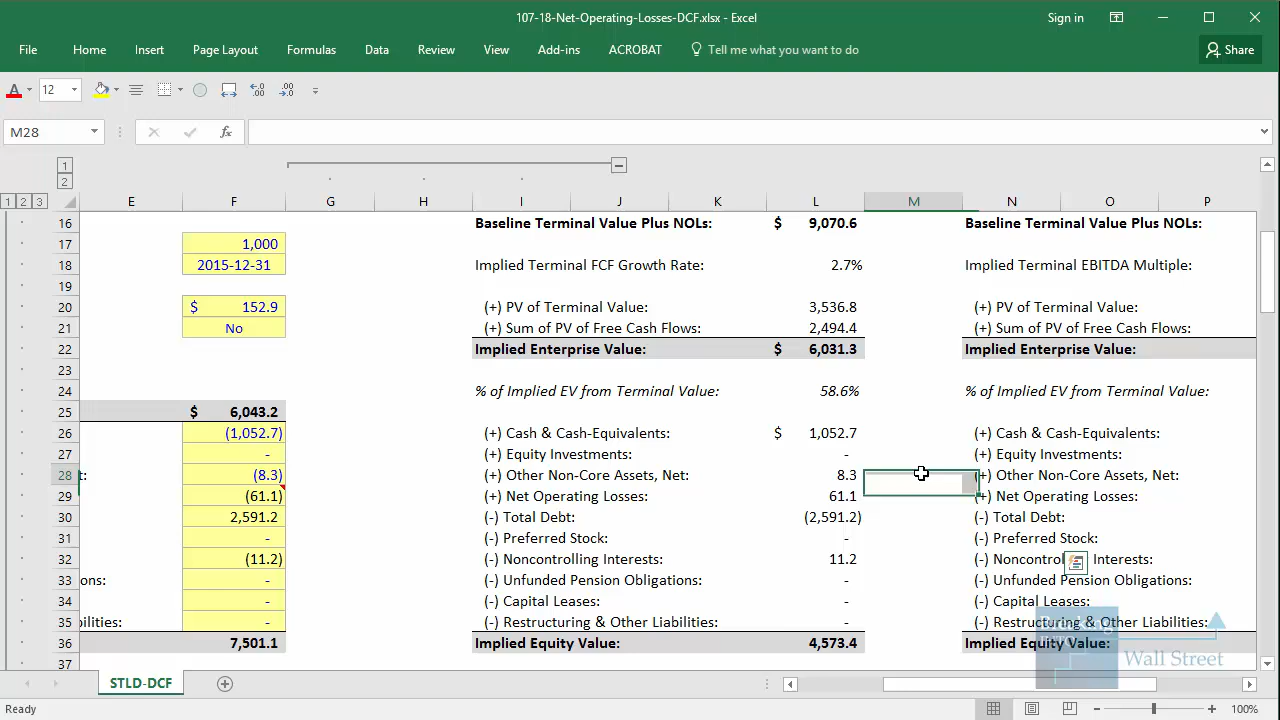 107-18-Net-Operating-Losses-DCF.xlsx - Excel
Sign in
File Home Insert Page Layout Formulas Data Review View Add-ins ACROBAT Tell me what you want to do Share
A 12
M28 fx
1
2
1 2 3 E F G H I J K L M N O P
16 Baseline Terminal Value Plus NOLs: $ 9,070.6 Baseline Terminal Value Plus NOLs:
17 1,000
18 2015-12-31 Implied Terminal FCF Growth Rate: 2.7% Implied Terminal EBITDA Multiple:
19
20 $ 152.9 (+) PV of Terminal Value: 3,536.8 (+) PV of Terminal Value:
21 No (+) Sum of PV of Free Cash Flows: 2,494.4 (+) Sum of PV of Free Cash Flows:
22 Implied Enterprise Value: $ 6,031.3 Implied Enterprise Value:
23
24 % of Implied EV from Terminal Value: 58.6% % of Implied EV from Terminal Value:
25 $ 6,043.2
26 (1,052.7) (+) Cash & Cash-Equivalents: $ 1,052.7 (+) Cash & Cash-Equivalents:
27 - (+) Equity Investments: - (+) Equity Investments:
28 t: (8.3) (+) Other Non-Core Assets, Net: 8.3 (+) Other Non-Core Assets, Net:
29 (61.1) (+) Net Operating Losses: 61.1 (+) Net Operating Losses:
30 2,591.2 (-) Total Debt: (2,591.2) (-) Total Debt:
31 - (-) Preferred Stock: - (-) Preferred Stock:
32 (11.2) (-) Noncontrolling Interests: 11.2 (-) Noncontrol Interests:
33 ons: - (-) Unfunded Pension Obligations: - (-) Unfunded Pension Obligations:
34 - (-) Capital Leases: - (-) Capital Leases:
35 bilities: - (-) Restructuring & Other Liabilities: - (-) Restructuring & Other Liabilities:
36 7,501.1 Implied Equity Value: 4,573.4 Implied Equity Value:
37
Wall Street
STLD-DCF
Ready 100%